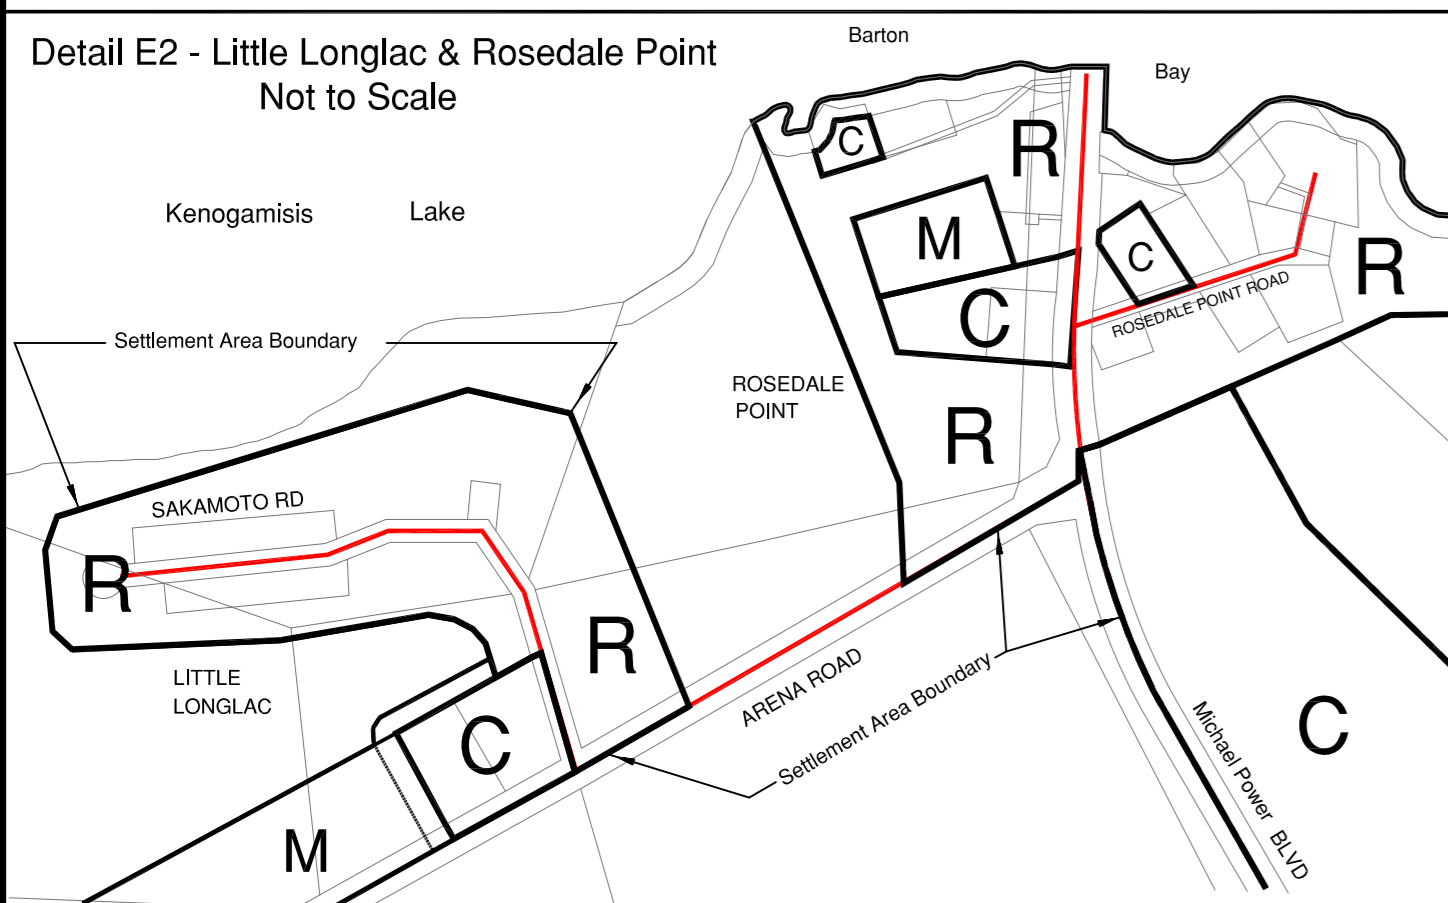 Detail E2 - Little Longlac & Rosedale Point
Not to Scale
Barton
Bay
Kenogamisis Lake
C
R
M
C
R
C
ROSEDALE POINT ROAD
Settlement Area Boundary
ROSEDALE
POINT
R
SAKAMOTO RD
R
R
LITTLE
LONGLAC
ARENA ROAD
Settlement Area Boundary
Michael Power BLVD
C
C
M